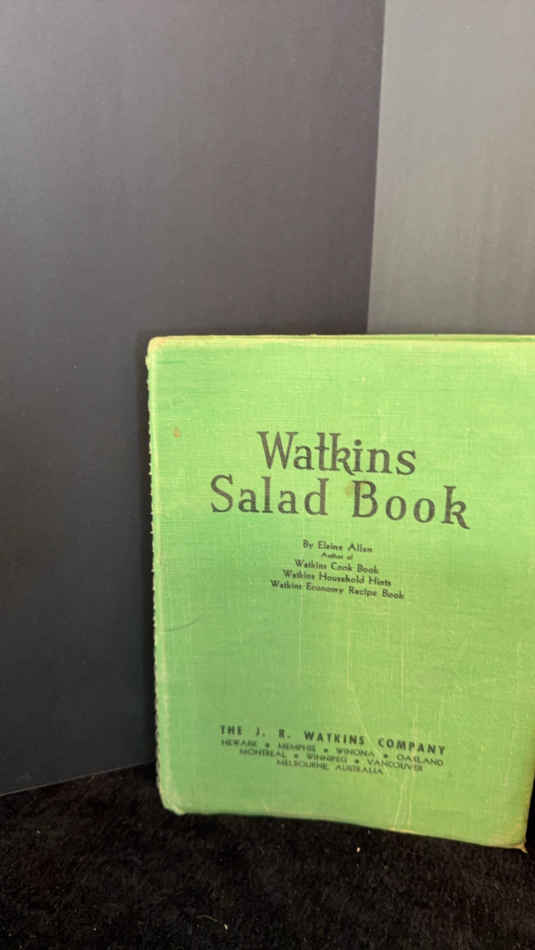 Watkins
Salad Book
By Elaine Allen
Author of
Watkins Cook Book
Watkins Household Hints
Watkins Economy Recipe Book
THE J. R. WATKINS COMPANY
NEWARK ★ MEMPHIS ★ WINONA ★ OAKLAND
MONTREAL ★ WINNIPEG ★ VANCOUVER
MELBOURNE, AUSTRALIA